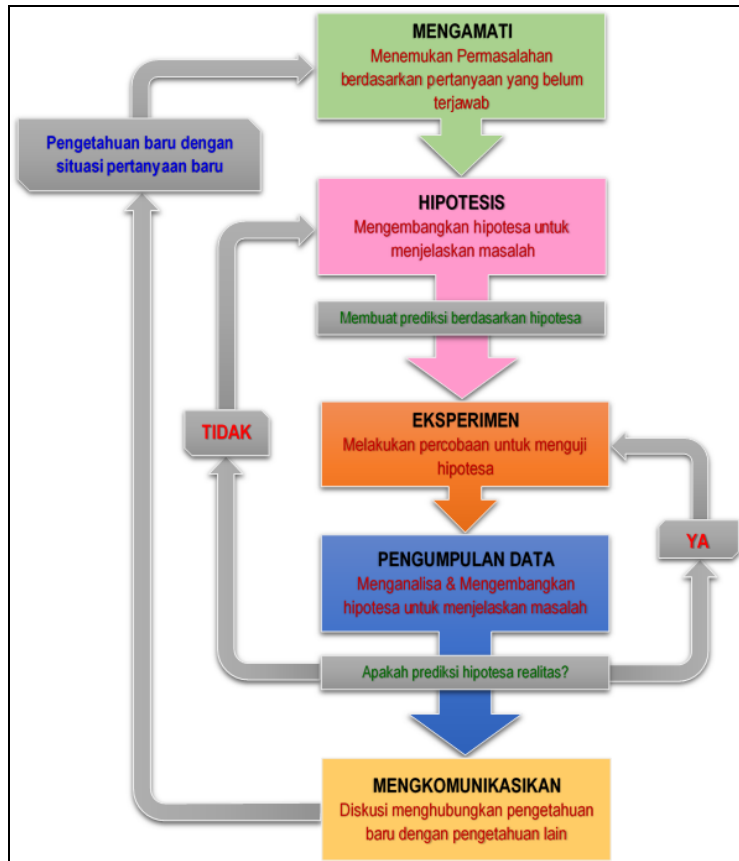 MENGAMATI
Menemukan Permasalahan
berdasarkan pertanyaan yang belum
terjawab
Pengetahuan baru dengan
situasi pertanyaan baru
HIPOTESIS
Mengembangkan hipotesa untuk
menjelaskan masalah
Membuat prediksi berdasarkan hipotesa
TIDAK
EKSPERIMEN
Melakukan percobaan untuk menguji
hipotesa
YA
PENGUMPULAN DATA
Menganalisa & Mengembangkan
hipotesa untuk menjelaskan masalah
Apakah prediksi hipotesa realitas?
MENGKOMUNIKASIKAN
Diskusi menghubungkan pengetahuan
baru dengan pengetahuan lain